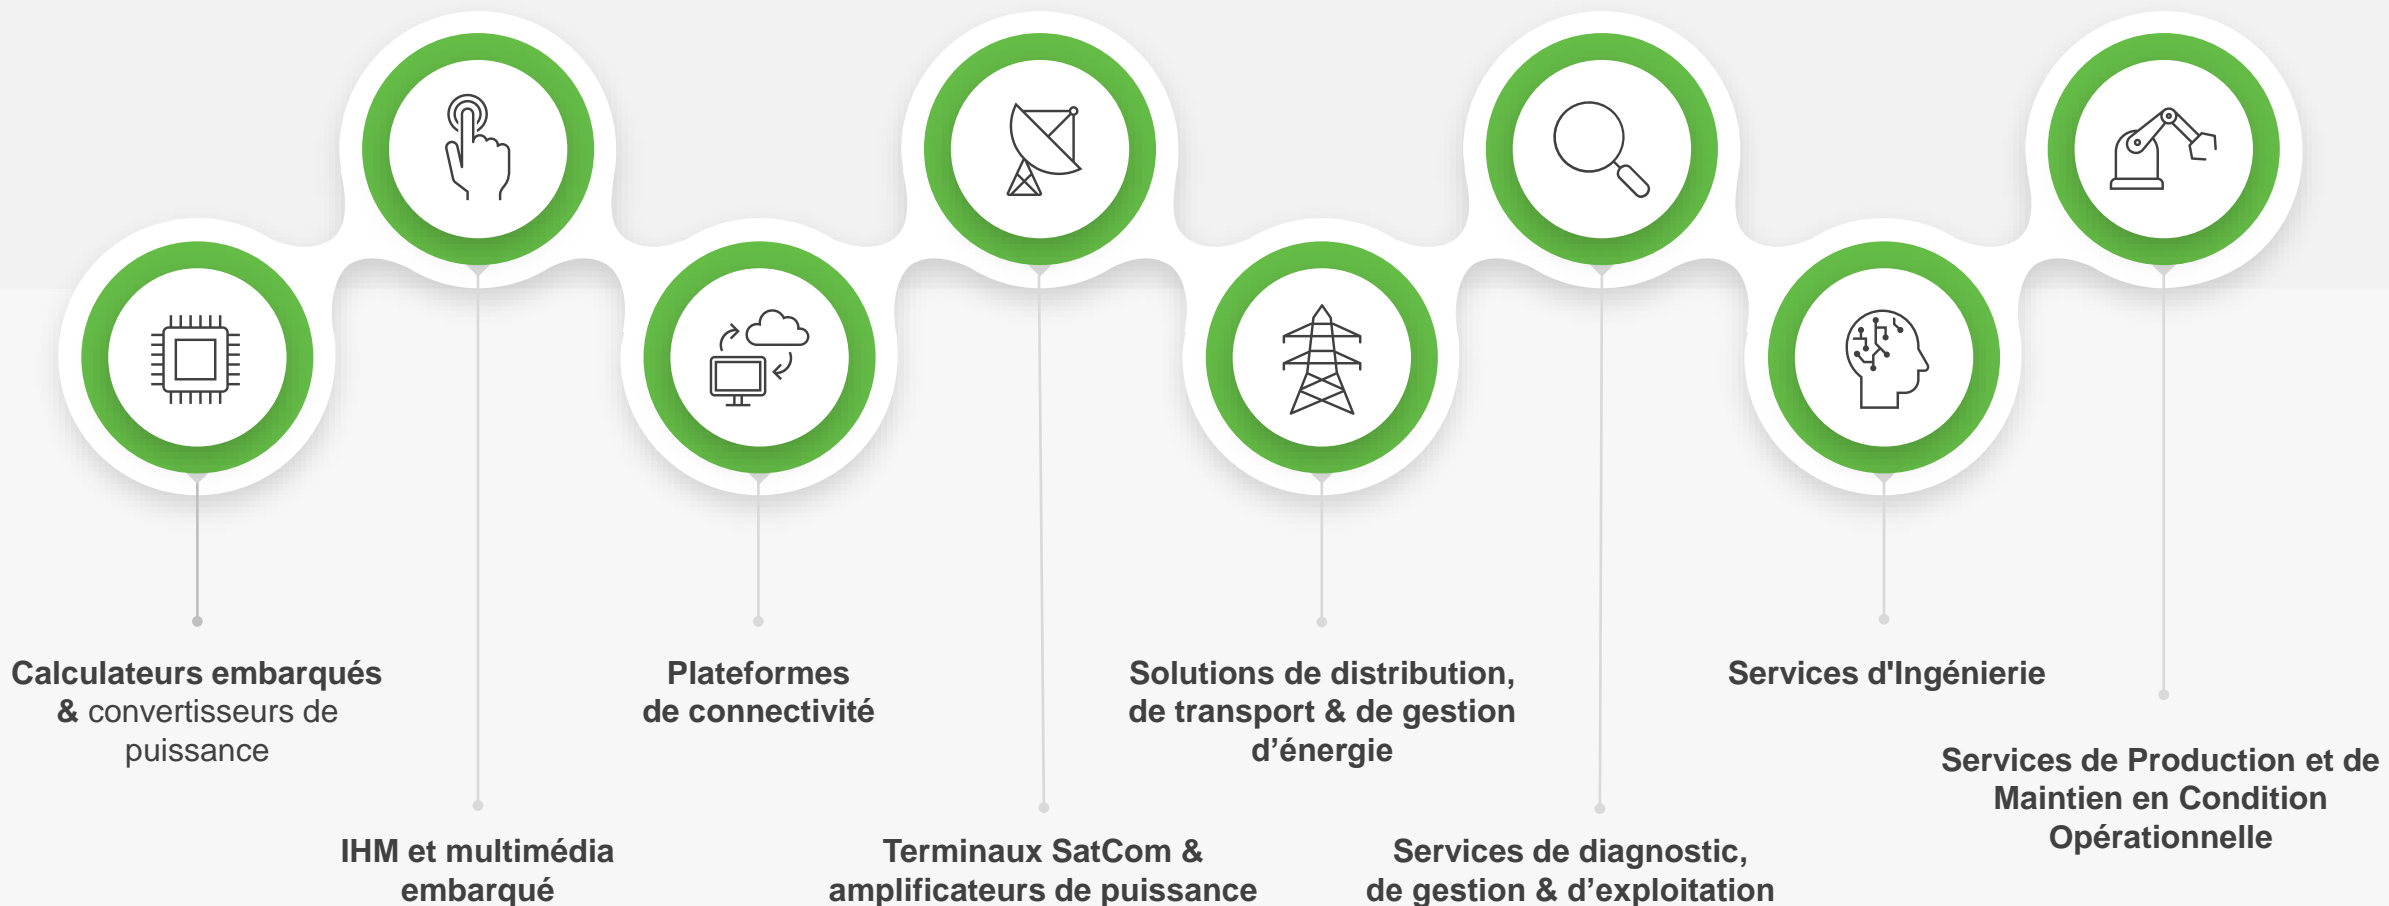 Calculateurs embarqués
& convertisseurs de
puissance
IHM et multimédia
embarqué
Plateformes
de connectivité
Terminaux SatCom &
amplificateurs de puissance
Solutions de distribution,
de transport & de gestion
d’énergie
Services de diagnostic,
de gestion & d’exploitation
Services d'Ingénierie
Services de Production et de
Maintien en Condition
Opérationnelle